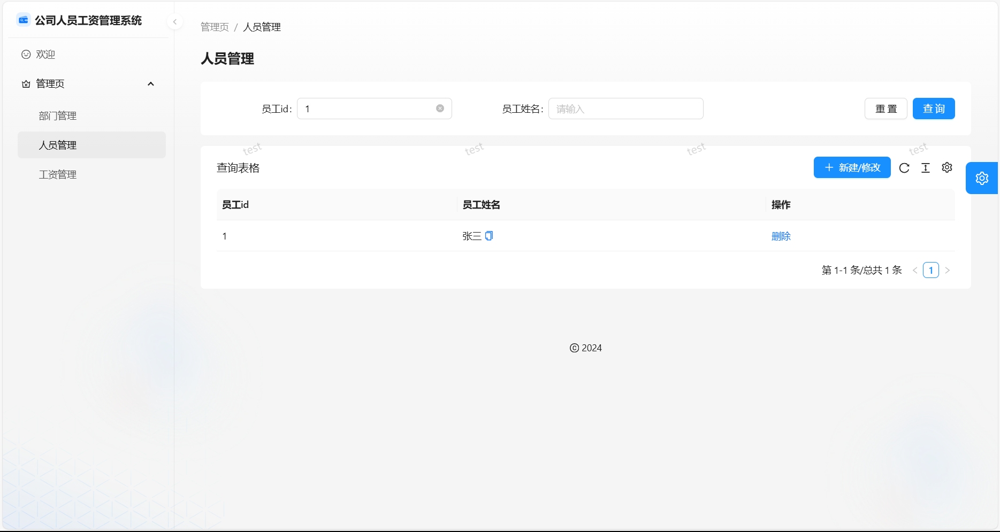 公司人员工资管理系统
管理页 / 人员管理
欢迎
人员管理
管理页
部门管理
人员管理
工资管理
员工id: 1
员工姓名: 请输入
重 置
查 询
test test test test
查询表格
新建/修改
员工id 员工姓名 操作
1 张三 删除
第 1-1 条/总共 1 条 < 1 >
© 2024